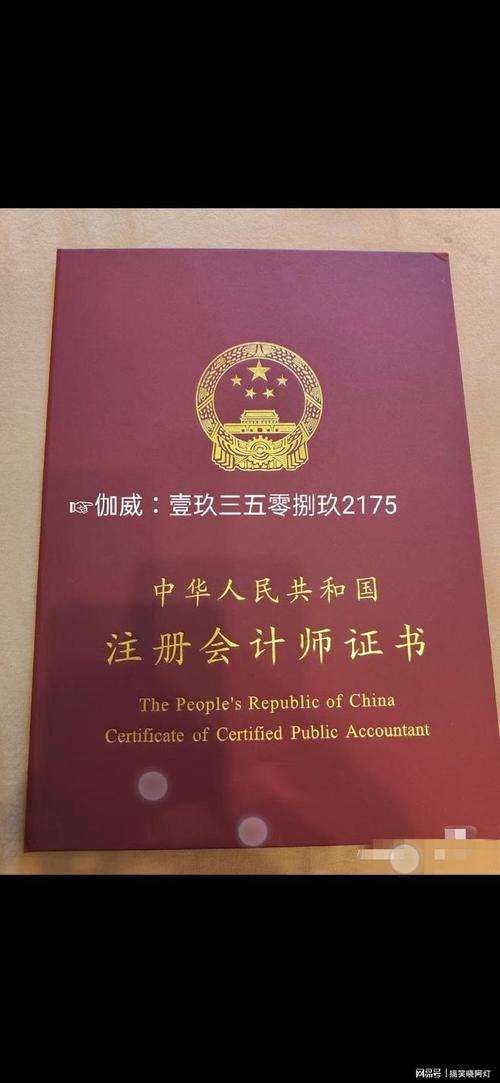 ☞伽威：壹玖三五零捌玖2175
中华人民共和国
注册会计师证书
The People's Republic of China
Certificate of Certified Public Accountant
网易号 | 搞笑晓阿灯